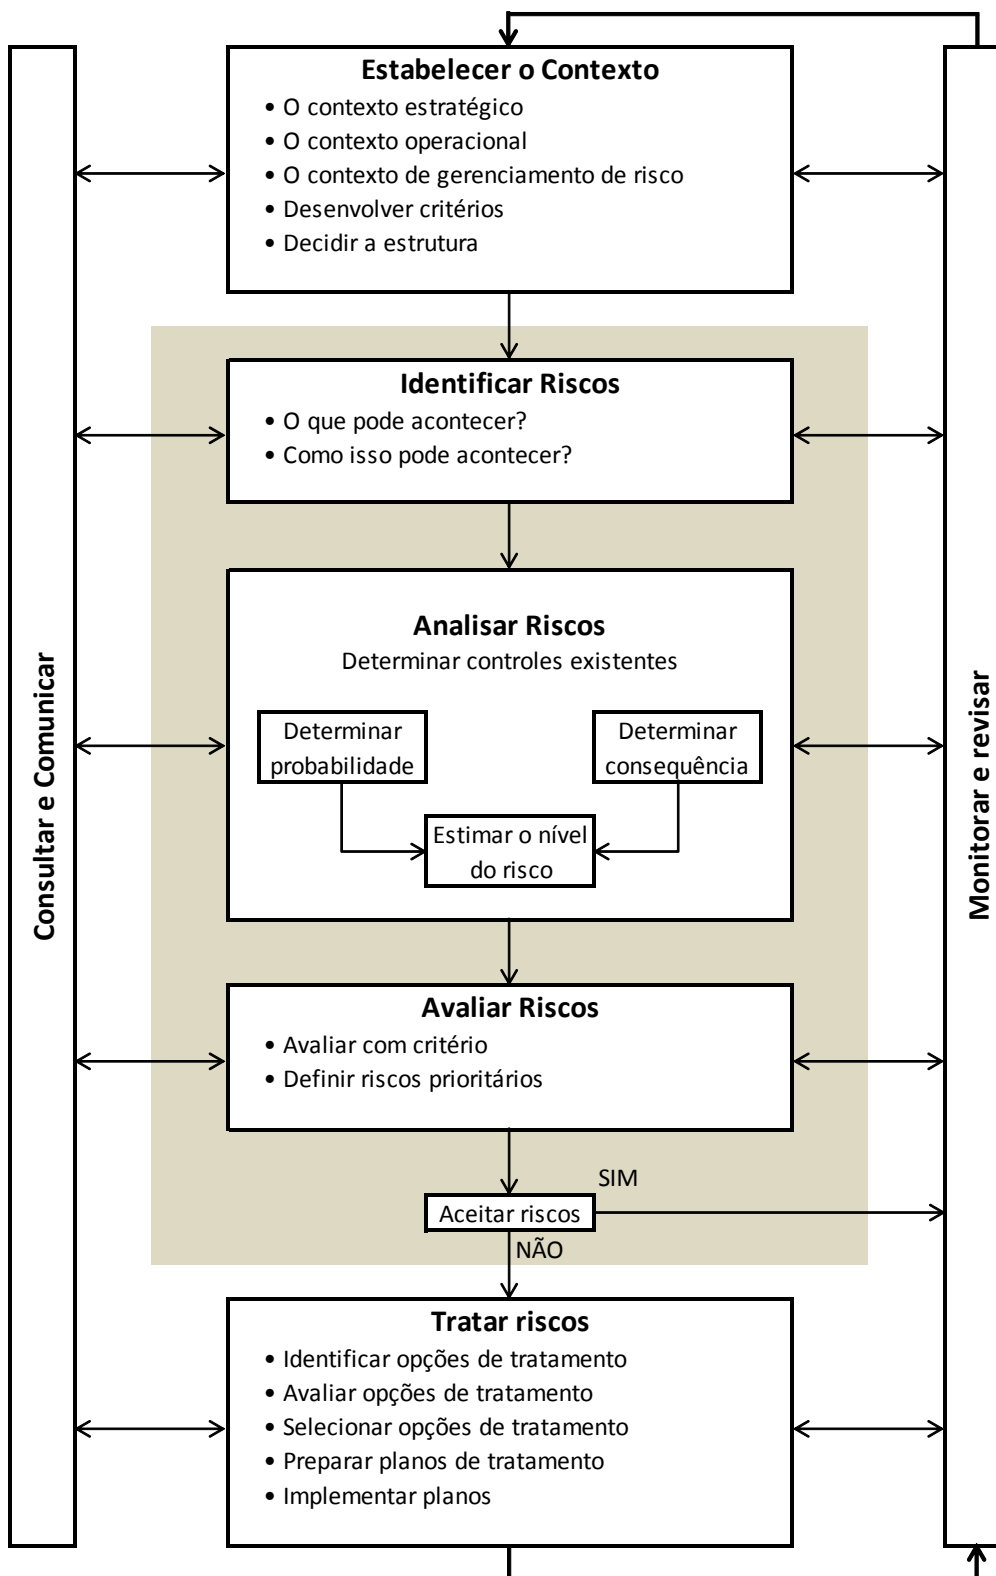 Estabelecer o Contexto
• O contexto estratégico
• O contexto operacional
• O contexto de gerenciamento de risco
• Desenvolver critérios
• Decidir a estrutura
Identificar Riscos
• O que pode acontecer?
• Como isso pode acontecer?
Analisar Riscos
Determinar controles existentes
Determinar
probabilidade
Determinar
consequência
Estimar o nível
do risco
Avaliar Riscos
• Avaliar com critério
• Definir riscos prioritários
SIM
Aceitar riscos
NÃO
Tratar riscos
• Identificar opções de tratamento
• Avaliar opções de tratamento
• Selecionar opções de tratamento
• Preparar planos de tratamento
• Implementar planos
Consultar e Comunicar
Monitorar e revisar